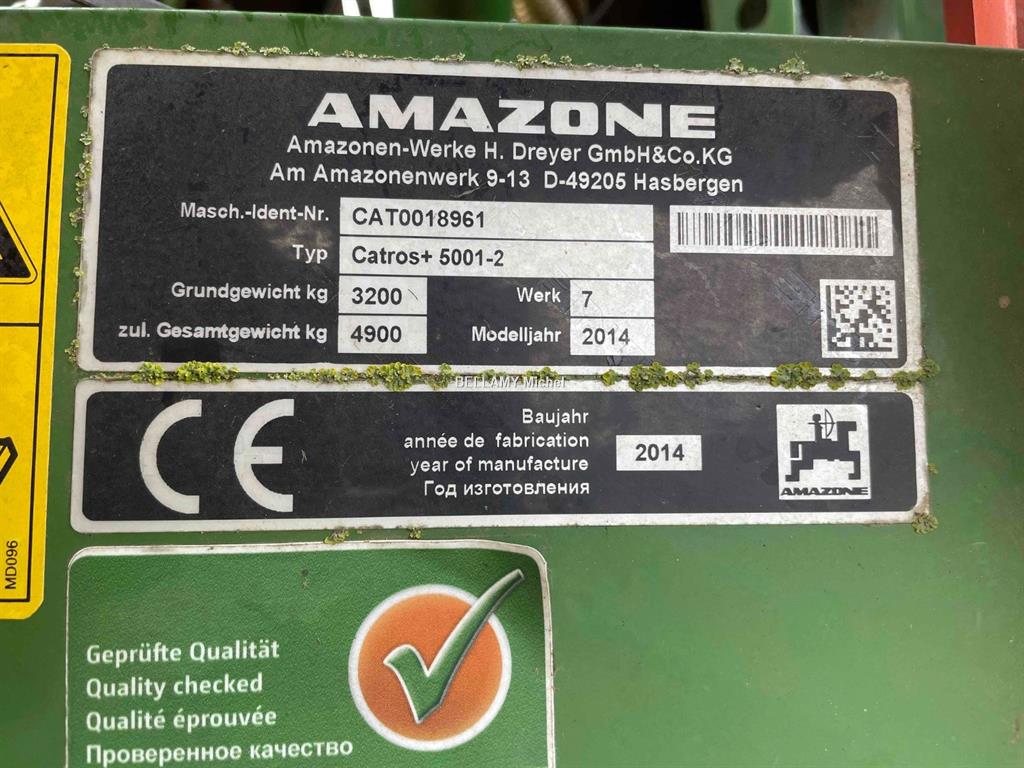 AMAZONE
Amazonen-Werke H. Dreyer GmbH&Co.KG
Am Amazonenwerk 9-13 D-49205 Hasbergen
Masch.-Ident-Nr. CAT0018961
Typ Catros+ 5001-2
Grundgewicht kg 3200 Werk 7
zul. Gesamtgewicht kg 4900 Modelljahr 2014
BELLAMY Michel
CE
Baujahr
année de fabrication
year of manufacture 2014
Год изготовления
AMAZONE
MD096
Geprüfte Qualität
Quality checked
Qualité éprouvée
Проверенное качество